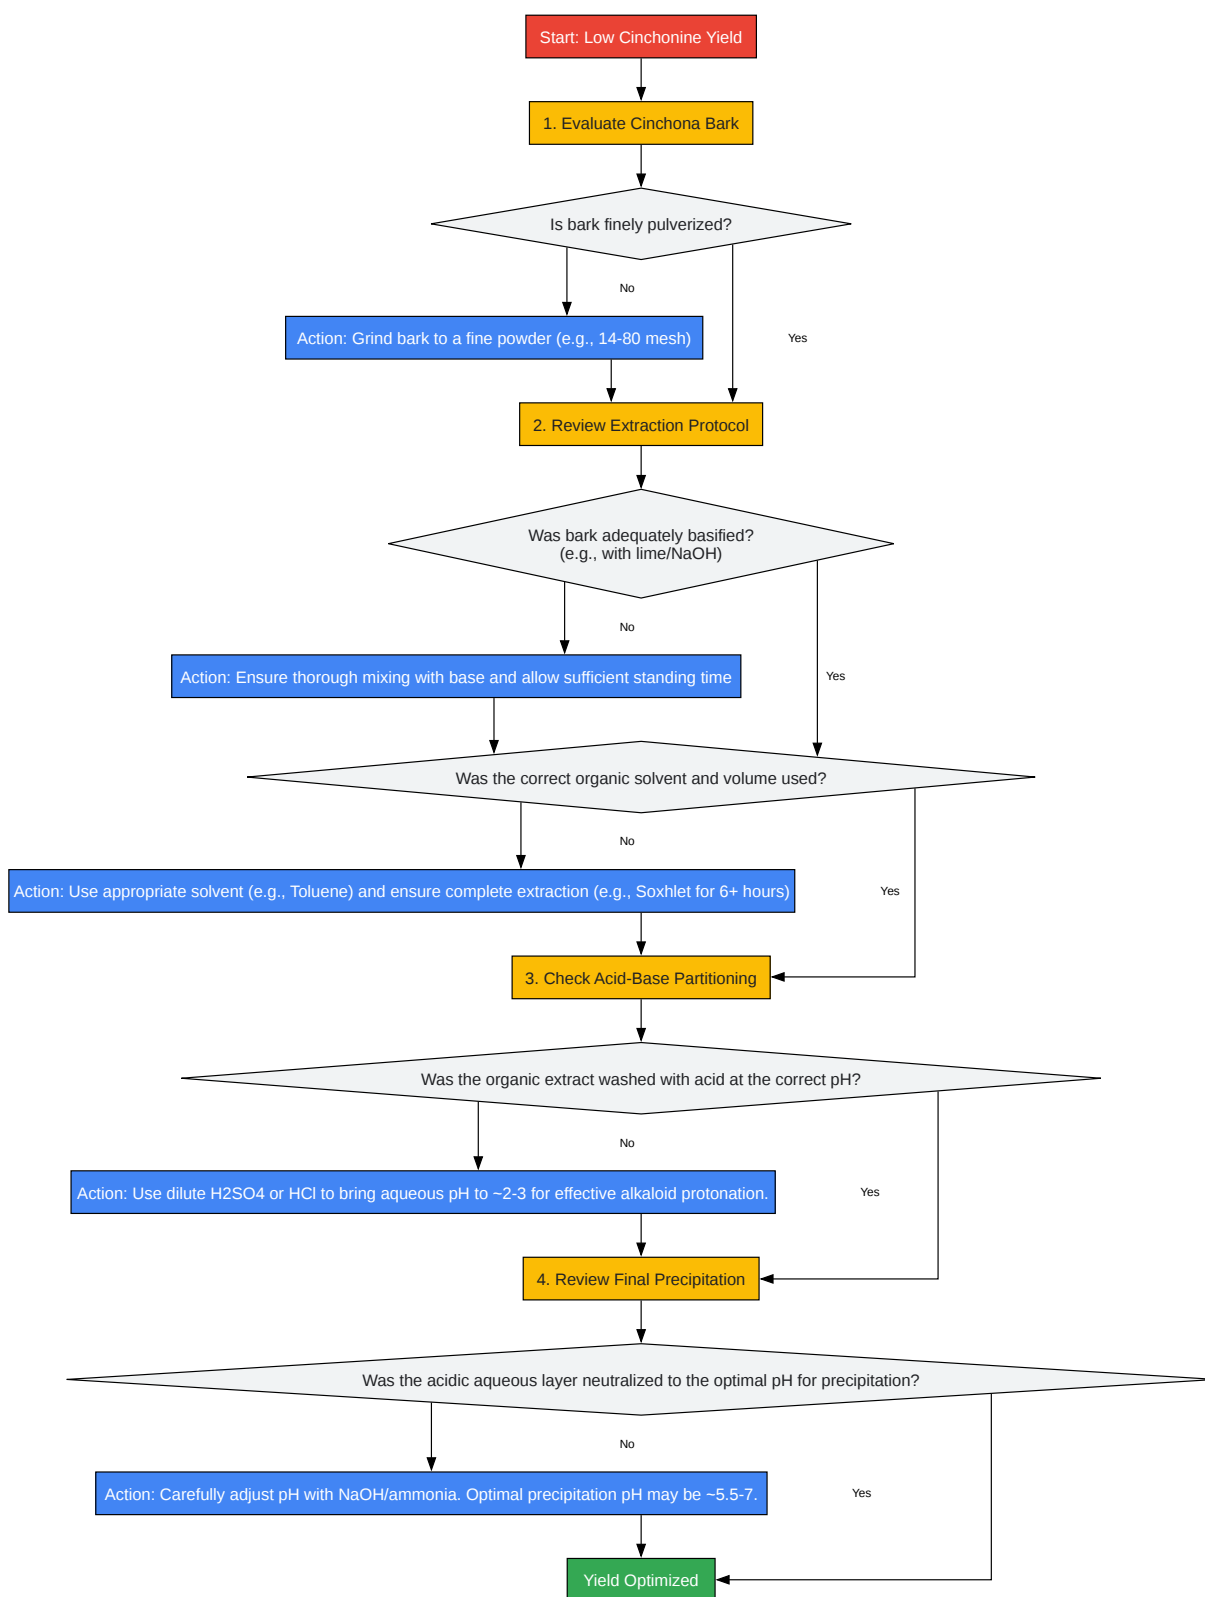 Start: Low Cinchonine Yield
1. Evaluate Cinchona Bark
Is bark finely pulverized?
No
Action: Grind bark to a fine powder (e.g., 14-80 mesh)
Yes
2. Review Extraction Protocol
Was bark adequately basified?
(e.g., with lime/NaOH)
No
Action: Ensure thorough mixing with base and allow sufficient standing time
Yes
Was the correct organic solvent and volume used?
No
Action: Use appropriate solvent (e.g., Toluene) and ensure complete extraction (e.g., Soxhlet for 6+ hours)
Yes
3. Check Acid-Base Partitioning
Was the organic extract washed with acid at the correct pH?
No
Action: Use dilute H2SO4 or HCl to bring aqueous pH to ~2-3 for effective alkaloid protonation.
Yes
4. Review Final Precipitation
Was the acidic aqueous layer neutralized to the optimal pH for precipitation?
No
Action: Carefully adjust pH with NaOH/ammonia. Optimal precipitation pH may be ~5.5-7.
Yes
Yield Optimized